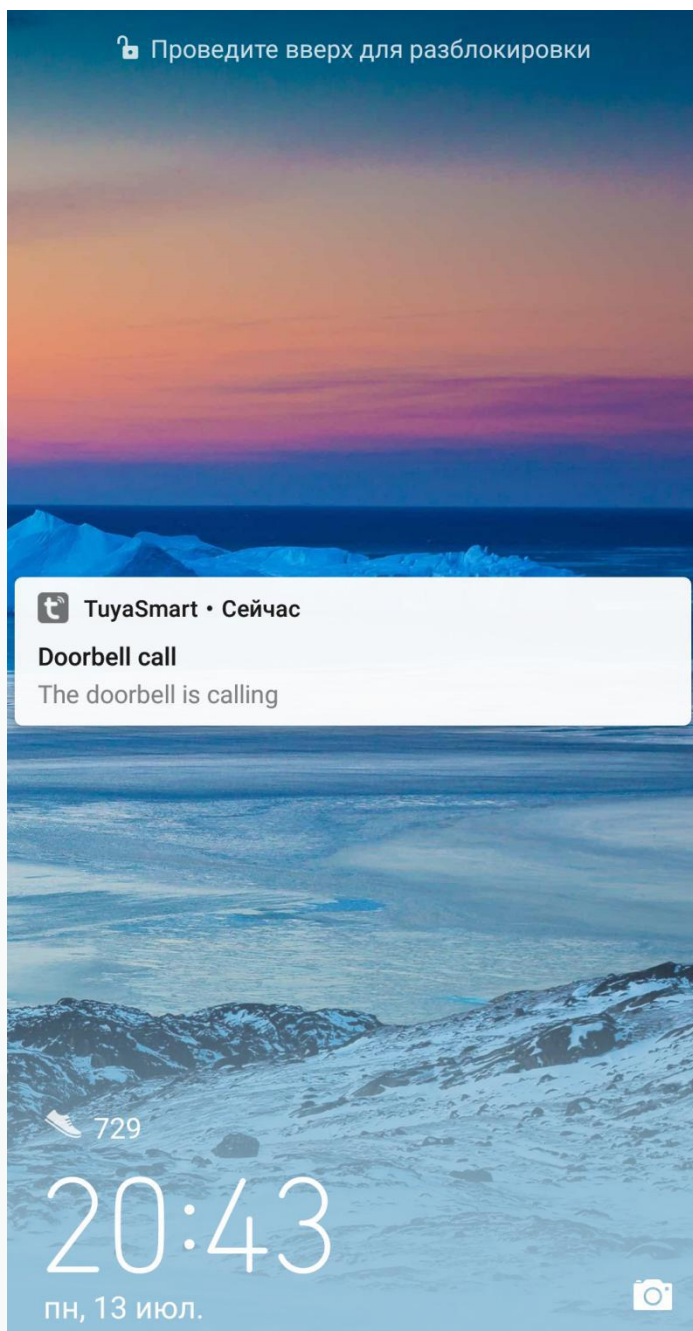 Проведите вверх для разблокировки
TuyaSmart • Сейчас
Doorbell call
The doorbell is calling
729
20:43
пн, 13 июл.